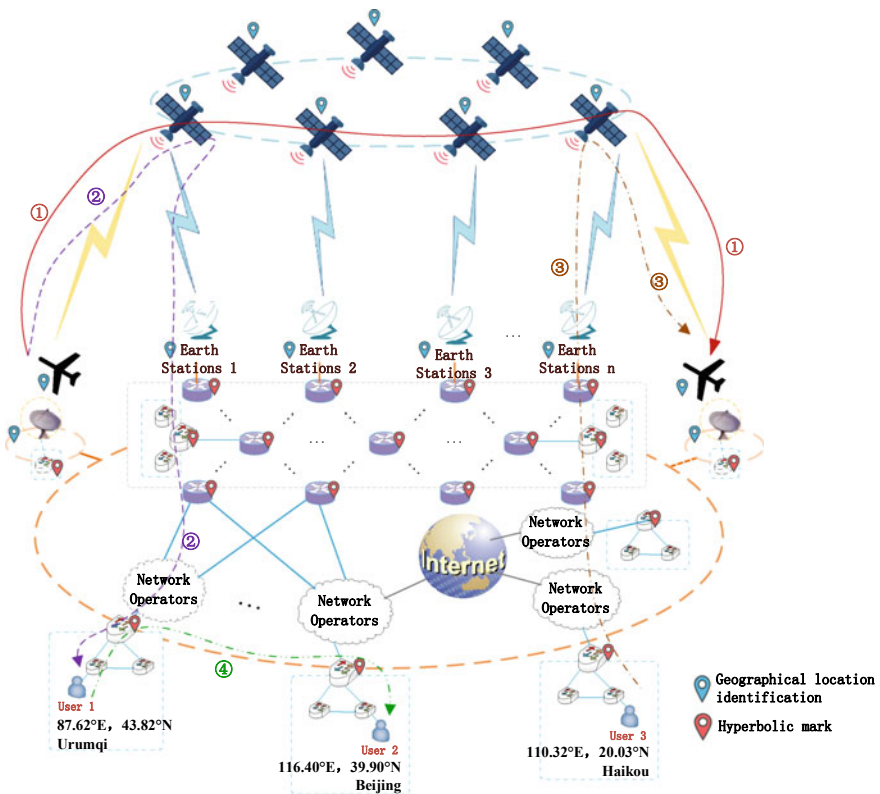 ①
②
③
③
①
Earth
Stations 1
Earth
Stations 2
Earth
Stations 3
...
Earth
Stations n
②
Network
Operators
...
Network
Operators
Internet
Network
Operators
Network
Operators
④
User 1
87.62°E, 43.82°N
Urumqi
User 2
116.40°E, 39.90°N
Beijing
User 3
110.32°E, 20.03°N
Haikou
Geographical location
identification
Hyperbolic mark